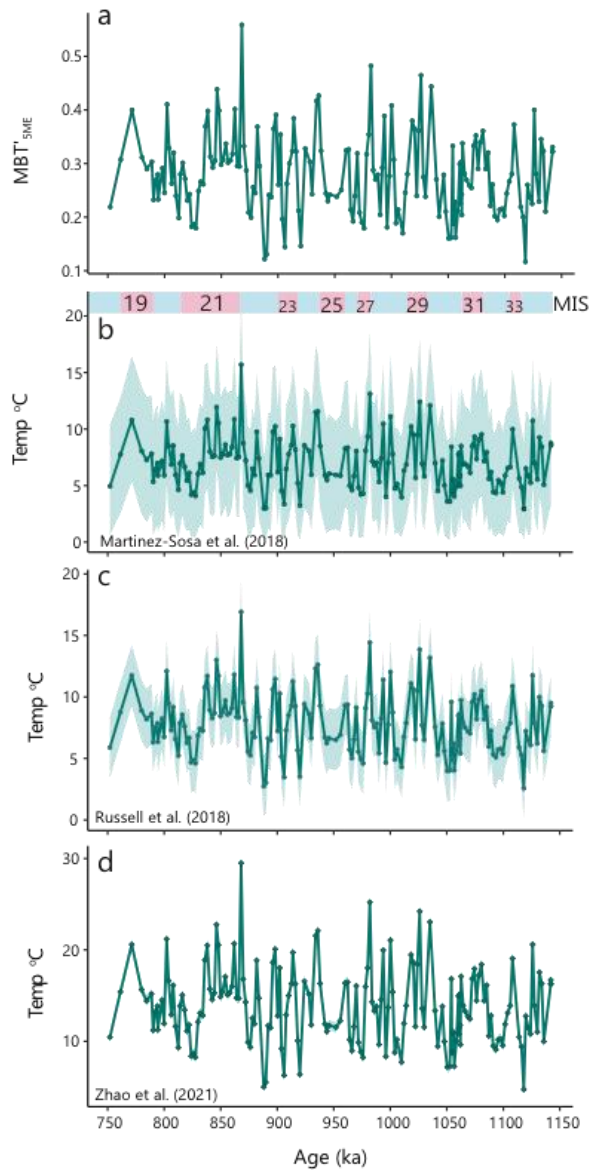 a
0.5
0.4
0.3
0.2
0.1
MBT'5ME
19 21 23 25 27 29 31 33 MIS
b
20
15
10
5
0
Temp °C
Martinez-Sosa et al. (2018)
c
20
15
10
5
0
Temp °C
Russell et al. (2018)
d
30
20
10
Temp °C
Zhao et al. (2021)
750 800 850 900 950 1000 1050 1100 1150
Age (ka)